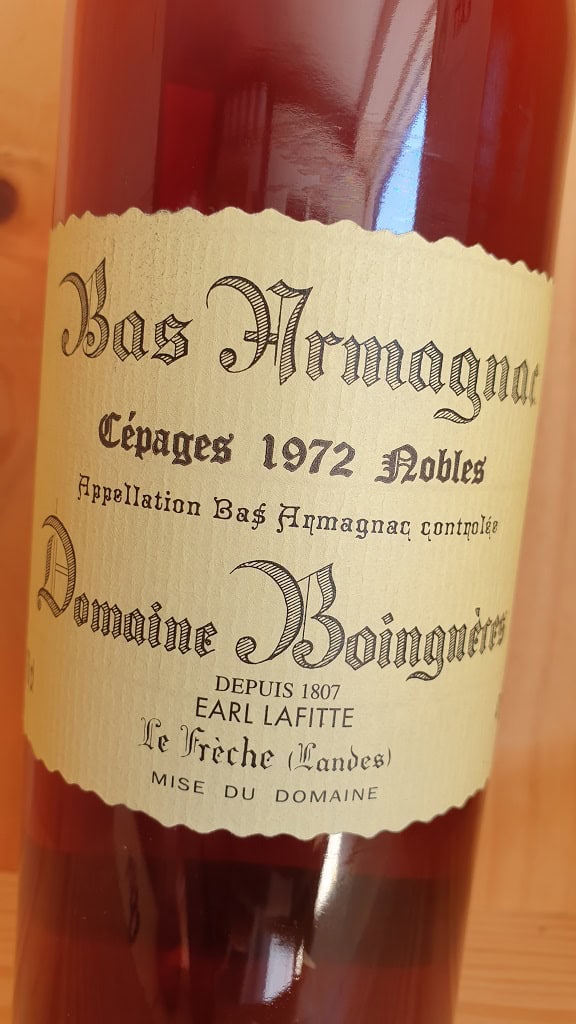 Bas Armagnac
Cépages 1972 Nobles
Appellation Bas Armagnac controlée
Domaine Boingnères
DEPUIS 1807
EARL LAFITTE
Le Frèche (Landes)
MISE DU DOMAINE